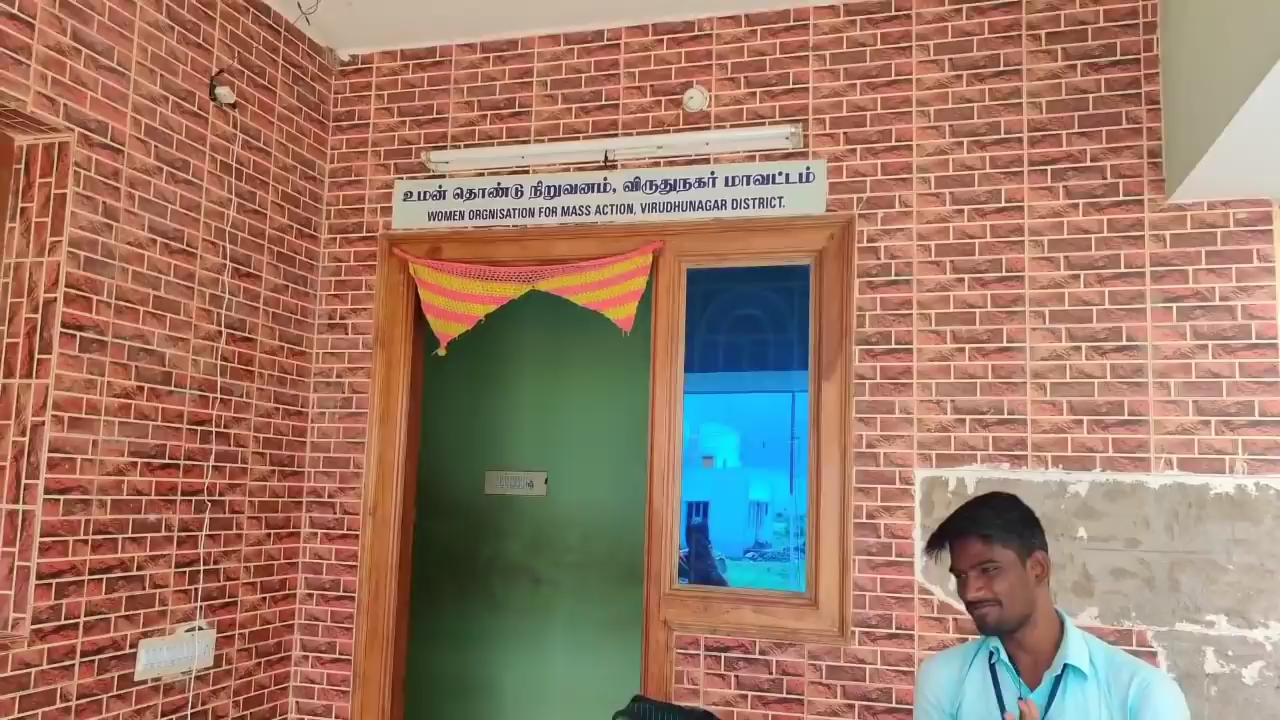 உமன் தொண்டு நிறுவனம், விருதுநகர் மாவட்டம்
WOMEN ORGNISATION FOR MASS ACTION, VIRUDHUNAGAR DISTRICT.